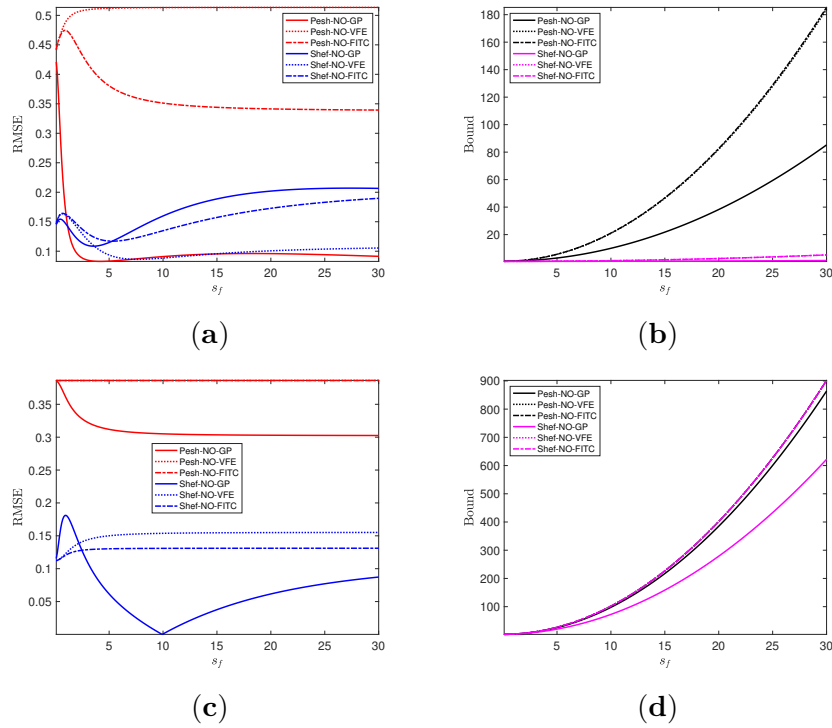 0.5
0.45
0.4
0.35
0.3
0.25
0.2
0.15
0.1
RMSE
5 10 15 20 25 30
s_f
Pesh-NO-GP
Pesh-NO-VFE
Pesh-NO-FITC
Shef-NO-GP
Shef-NO-VFE
Shef-NO-FITC
(a)
180
160
140
120
100
80
60
40
20
Bound
5 10 15 20 25 30
s_f
Pesh-NO-GP
Pesh-NO-VFE
Pesh-NO-FITC
Shef-NO-GP
Shef-NO-VFE
Shef-NO-FITC
(b)
0.35
0.3
0.25
0.2
0.15
0.1
0.05
RMSE
5 10 15 20 25 30
s_f
Pesh-NO-GP
Pesh-NO-VFE
Pesh-NO-FITC
Shef-NO-GP
Shef-NO-VFE
Shef-NO-FITC
(c)
900
800
700
600
500
400
300
200
100
Bound
5 10 15 20 25 30
s_f
Pesh-NO-GP
Pesh-NO-VFE
Pesh-NO-FITC
Shef-NO-GP
Shef-NO-VFE
Shef-NO-FITC
(d)